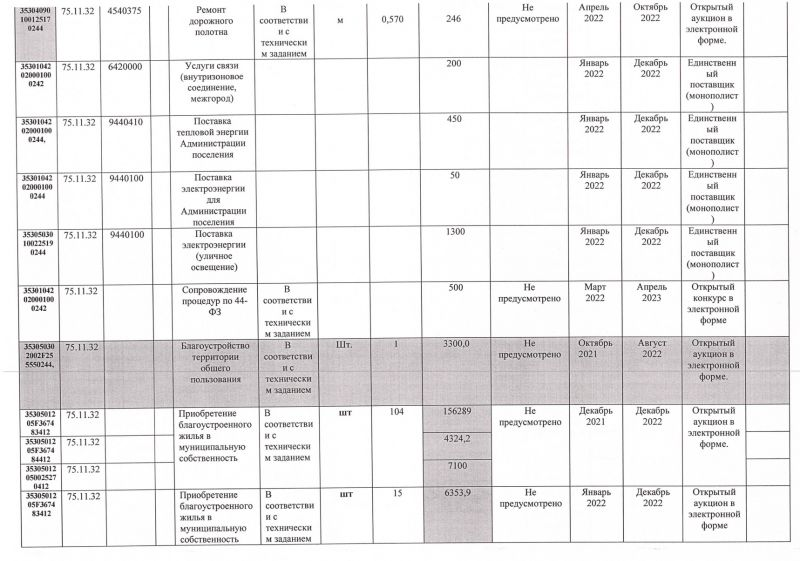 35304090 75.11.32 4540375 Ремонт В м 0,570 246 Не Апрель Октябрь Открытый
10012517 дорожного соответстви предусмотрено 2022 2022 аукцион в
0244 полотна и с электронной
технически форме.
м заданием
35301042 75.11.32 6420000 Услуги связи 200 Январь Декабрь Единственн
02000100 (внутризоновое 2022 2022 ый
0242 соединение, поставщик
межгород) (монополист
)
35301042 75.11.32 9440410 Поставка 450 Январь Декабрь Единственн
02000100 тепловой энергии 2022 2022 ый
0244, Администрации поставщик
поселения (монополист
)
35301042 75.11.32 9440100 Поставка 50 Январь Декабрь Единственн
02000100 электроэнергии 2022 2022 ый
0244 для поставщик
Администрации (монополист
поселения )
35305030 75.11.32 9440100 Поставка 1300 Январь Декабрь Единственн
10022519 электроэнергии 2022 2022 ый
0244 (уличное поставщик
освещение) (монополист
)
35301042 75.11.32 Сопровождение В 500 Не Март Апрель Открытый
02000100 процедур по 44- соответстви предусмотрено 2022 2023 конкурс в
0242 ФЗ и с электронной
технически форме
м заданием
35305030 75.11.32 Благоустройство В Шт. 1 3300,0 Не Октябрь Август Открытый
2002F25 территории соответстви предусмотрено 2021 2022 аукцион в
5550244, общего и с электронной
пользования технически форме.
м заданием
35305012 75.11.32 Приобретение В шт 104 156289 Не Декабрь Декабрь Открытый
05F3674 благоустроенного соответстви предусмотрено 2021 2022 аукцион в
83412 жилья в и с электронной
35305012 75.11.32 муниципальную технически 4324,2 форме.
05F3674 собственность м заданием
84412
35305012 75.11.32 7100
05002527
0412
35305012 75.11.32 Приобретение В шт 15 6353,9 Не Январь Декабрь Открытый
05F3674 благоустроенного соответстви предусмотрено 2022 2022 аукцион в
83412 жилья в и с электронной
муниципальную технически форме
собственность м заданием